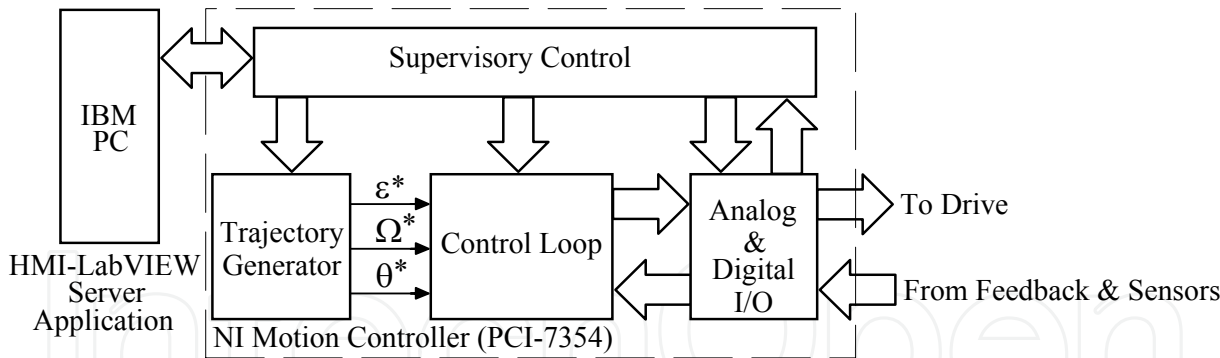 Supervisory Control
IBM
PC
HMI-LabVIEW
Server
Application
Trajectory
Generator
ε*
Ω*
θ*
Control Loop
Analog
&
Digital
I/O
To Drive
From Feedback & Sensors
NI Motion Controller (PCI-7354)